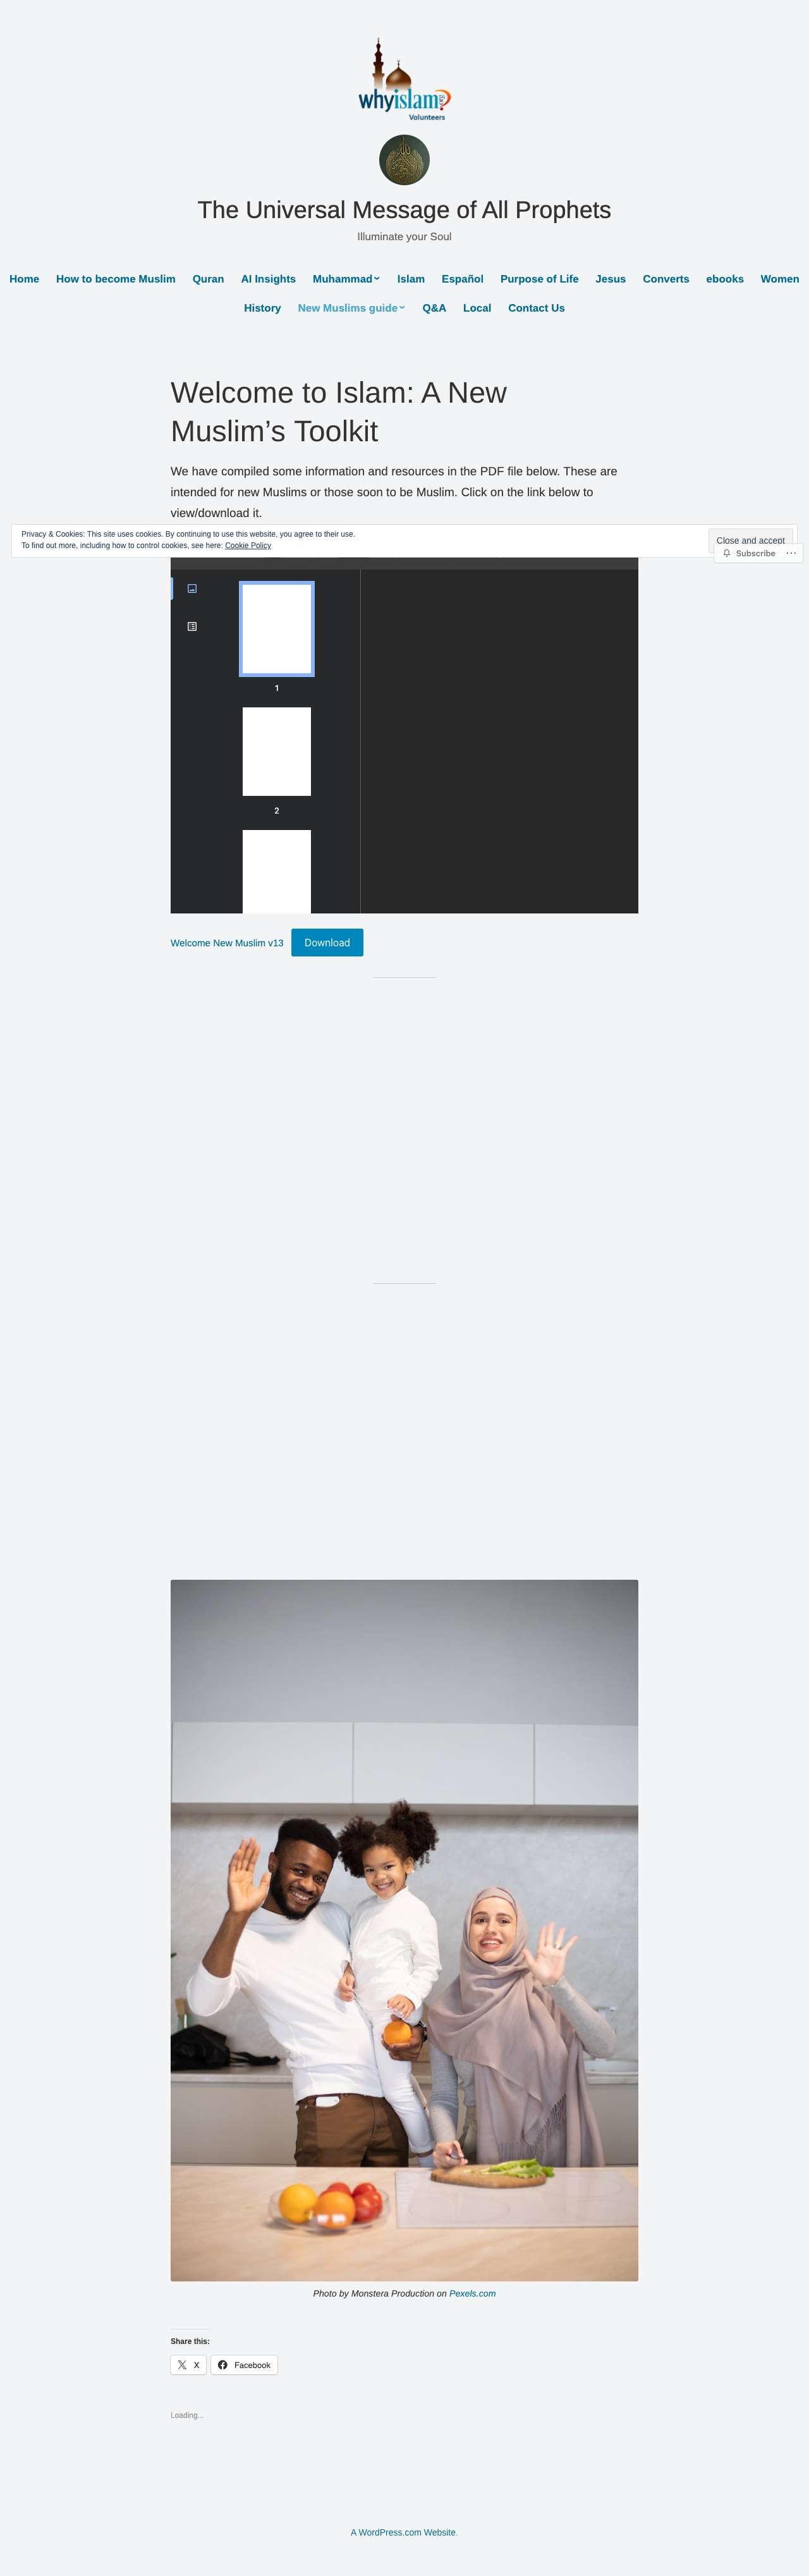 whyislam?
Volunteers
The Universal Message of All Prophets
Illuminate your Soul
Home How to become Muslim Quran AI Insights Muhammad Islam Español Purpose of Life Jesus Converts ebooks Women
History New Muslims guide Q&A Local Contact Us
Welcome to Islam: A New
Muslim’s Toolkit
We have compiled some information and resources in the PDF file below. These are
intended for new Muslims or those soon to be Muslim. Click on the link below to
view/download it.
Privacy & Cookies: This site uses cookies. By continuing to use this website, you agree to their use.
To find out more, including how to control cookies, see here: Cookie Policy
Close and accept
Subscribe ...
1
2
Welcome New Muslim v13 Download
Photo by Monstera Production on Pexels.com
Share this:
X Facebook
Loading...
A WordPress.com Website.